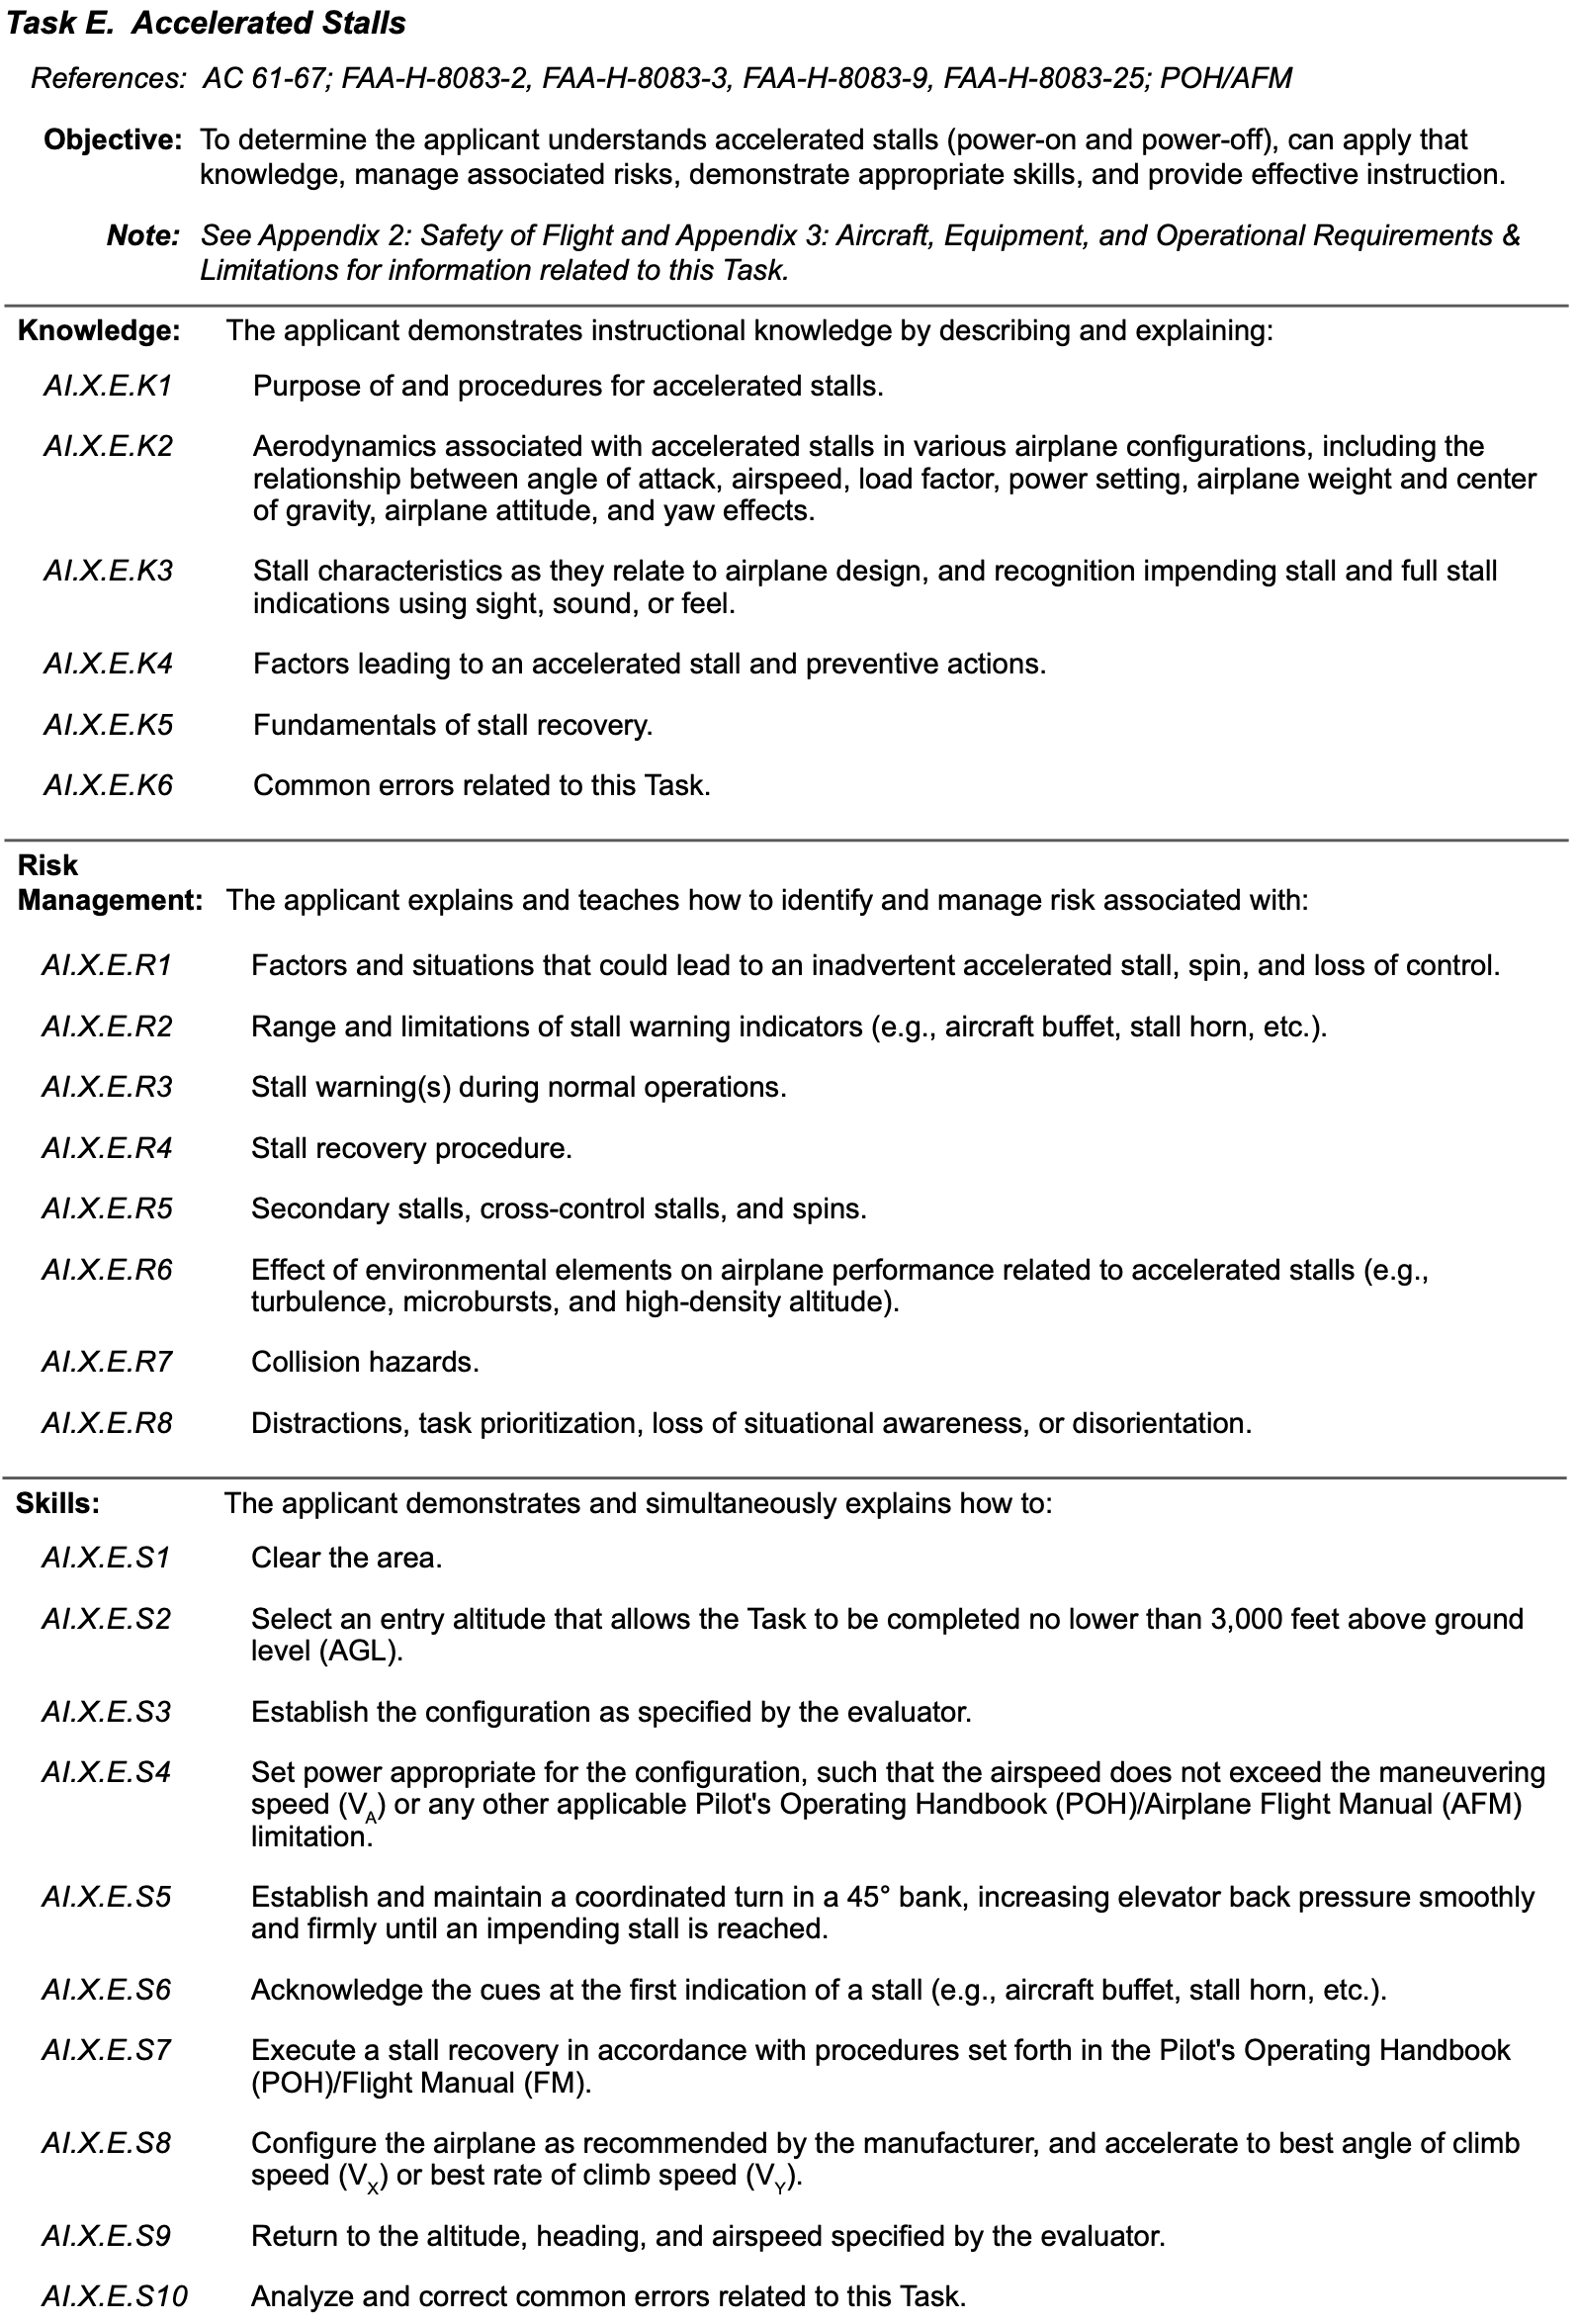 Task E. Accelerated Stalls
References: AC 61-67; FAA-H-8083-2, FAA-H-8083-3, FAA-H-8083-9, FAA-H-8083-25; POH/AFM
Objective: To determine the applicant understands accelerated stalls (power-on and power-off), can apply that
knowledge, manage associated risks, demonstrate appropriate skills, and provide effective instruction.
Note: See Appendix 2: Safety of Flight and Appendix 3: Aircraft, Equipment, and Operational Requirements &
Limitations for information related to this Task.
Knowledge: The applicant demonstrates instructional knowledge by describing and explaining:
AI.X.E.K1 Purpose of and procedures for accelerated stalls.
AI.X.E.K2 Aerodynamics associated with accelerated stalls in various airplane configurations, including the
relationship between angle of attack, airspeed, load factor, power setting, airplane weight and center
of gravity, airplane attitude, and yaw effects.
AI.X.E.K3 Stall characteristics as they relate to airplane design, and recognition impending stall and full stall
indications using sight, sound, or feel.
AI.X.E.K4 Factors leading to an accelerated stall and preventive actions.
AI.X.E.K5 Fundamentals of stall recovery.
AI.X.E.K6 Common errors related to this Task.
Risk
Management: The applicant explains and teaches how to identify and manage risk associated with:
AI.X.E.R1 Factors and situations that could lead to an inadvertent accelerated stall, spin, and loss of control.
AI.X.E.R2 Range and limitations of stall warning indicators (e.g., aircraft buffet, stall horn, etc.).
AI.X.E.R3 Stall warning(s) during normal operations.
AI.X.E.R4 Stall recovery procedure.
AI.X.E.R5 Secondary stalls, cross-control stalls, and spins.
AI.X.E.R6 Effect of environmental elements on airplane performance related to accelerated stalls (e.g.,
turbulence, microbursts, and high-density altitude).
AI.X.E.R7 Collision hazards.
AI.X.E.R8 Distractions, task prioritization, loss of situational awareness, or disorientation.
Skills: The applicant demonstrates and simultaneously explains how to:
AI.X.E.S1 Clear the area.
AI.X.E.S2 Select an entry altitude that allows the Task to be completed no lower than 3,000 feet above ground
level (AGL).
AI.X.E.S3 Establish the configuration as specified by the evaluator.
AI.X.E.S4 Set power appropriate for the configuration, such that the airspeed does not exceed the maneuvering
speed (VA) or any other applicable Pilot's Operating Handbook (POH)/Airplane Flight Manual (AFM)
limitation.
AI.X.E.S5 Establish and maintain a coordinated turn in a 45° bank, increasing elevator back pressure smoothly
and firmly until an impending stall is reached.
AI.X.E.S6 Acknowledge the cues at the first indication of a stall (e.g., aircraft buffet, stall horn, etc.).
AI.X.E.S7 Execute a stall recovery in accordance with procedures set forth in the Pilot's Operating Handbook
(POH)/Flight Manual (FM).
AI.X.E.S8 Configure the airplane as recommended by the manufacturer, and accelerate to best angle of climb
speed (VX) or best rate of climb speed (VY).
AI.X.E.S9 Return to the altitude, heading, and airspeed specified by the evaluator.
AI.X.E.S10 Analyze and correct common errors related to this Task.